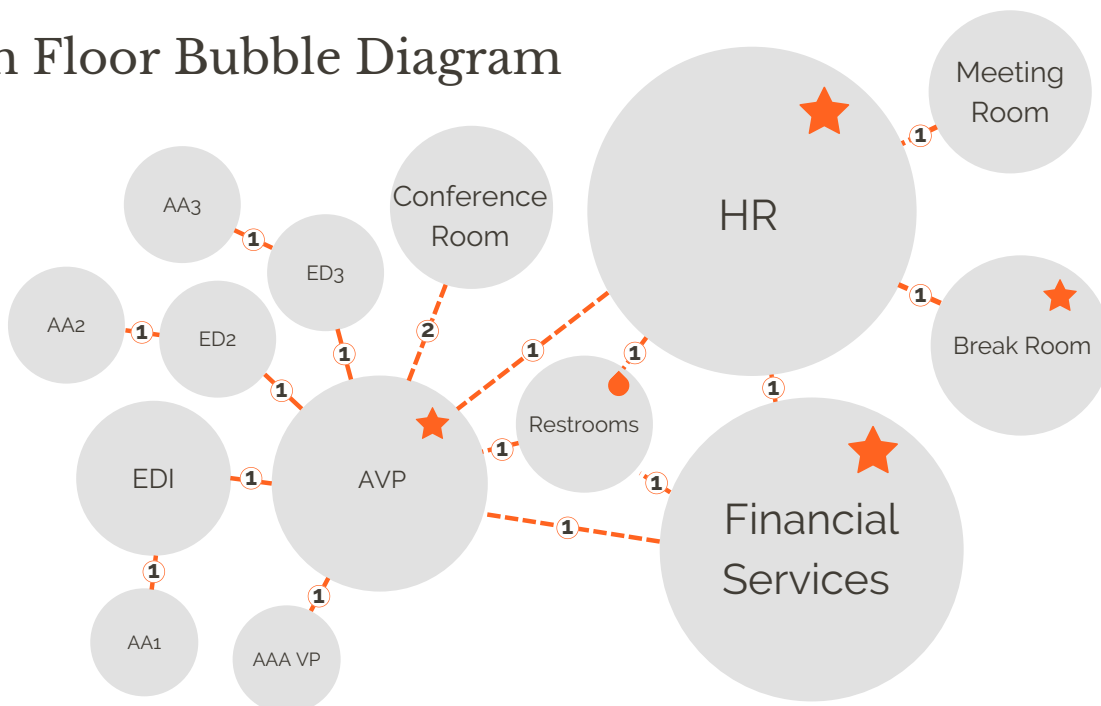 Floor Bubble Diagram
Meeting
Room
1
HR
Conference
Room
AA3
1
ED3
AA2
1
ED2
1
1
2
1
1
1
Break Room
1
Restrooms
1
EDI
1
AVP
1
1
1
Financial
Services
1
AA1
1
AAA VP